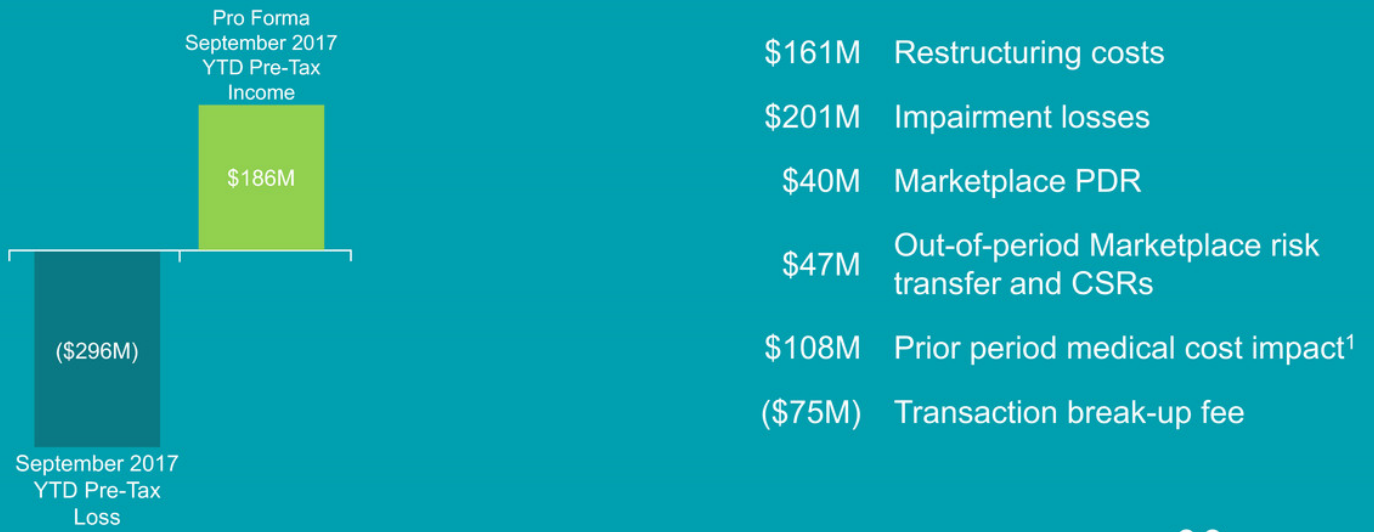 Pro Forma
September 2017
YTD Pre-Tax
Income
$186M
($296M)
September 2017
YTD Pre-Tax
Loss
$161M Restructuring costs
$201M Impairment losses
$40M Marketplace PDR
$47M Out-of-period Marketplace risk
transfer and CSRs
$108M Prior period medical cost impact¹
($75M) Transaction break-up fee